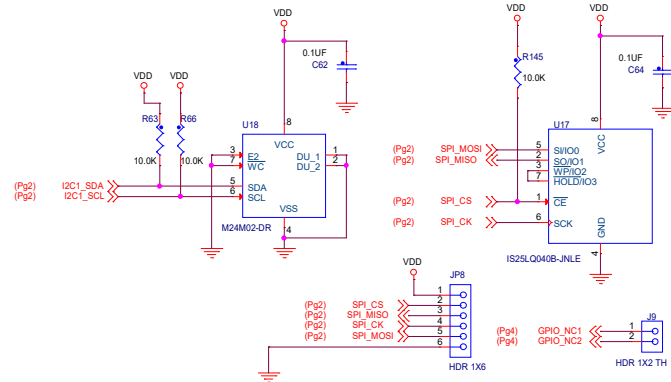 VDD
0.1UF
C62
VDD
VDD
R63
R66
10.0K
10.0K
U18
8
VCC
3
E2
7
WC
DU_1
1
DU_2
2
(Pg2)
I2C1_SDA
5
SDA
(Pg2)
I2C1_SCL
6
SCL
VSS
4
M24M02-DR
VDD
VDD
R145
10.0K
0.1UF
C64
U17
8
VCC
(Pg2)
SPI_MOSI
5
SI/IO0
(Pg2)
SPI_MISO
2
SO/IO1
3
WP/IO2
7
HOLD/IO3
(Pg2)
SPI_CS
1
CE
(Pg2)
SPI_CK
6
SCK
GND
4
IS25LQ040B-JNLE
VDD
JP8
1
(Pg2)
SPI_CS
2
(Pg2)
SPI_MISO
3
(Pg2)
SPI_CK
4
(Pg2)
SPI_MOSI
5
6
HDR 1X6
J9
(Pg4)
GPIO_NC1
1
(Pg4)
GPIO_NC2
2
HDR 1X2 TH